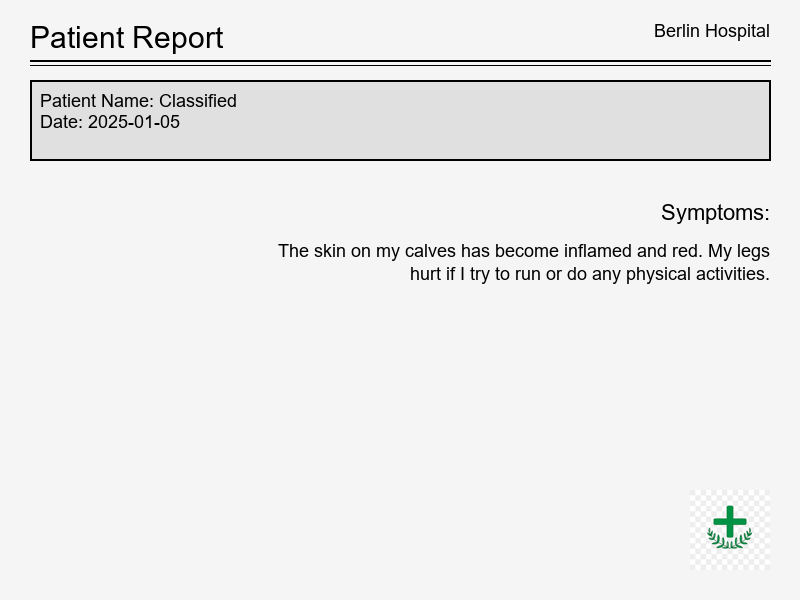 Patient Report
Berlin Hospital
Patient Name: Classified
Date: 2025-01-05
Symptoms:
The skin on my calves has become inflamed and red. My legs
hurt if I try to run or do any physical activities.